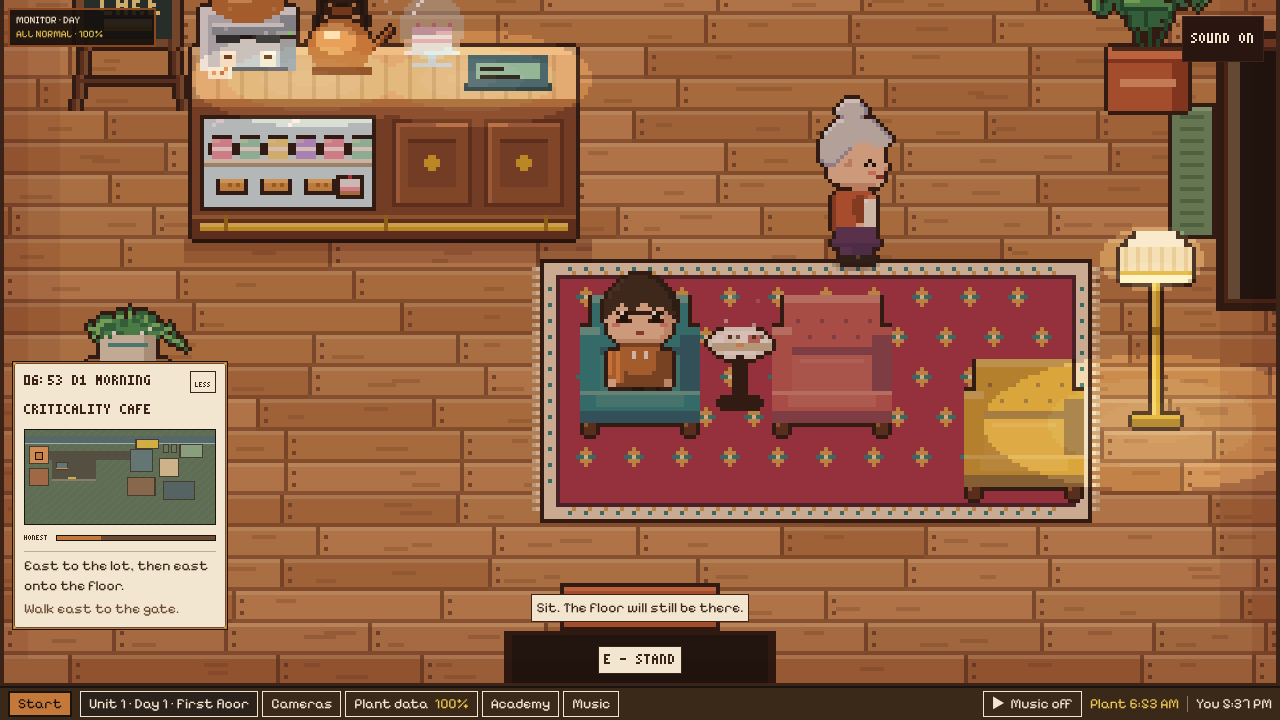 MONITOR · DAY
ALL NORMAL · 100%
SOUND ON
06:53 D1 MORNING
LESS
CRITICALITY CAFE
HONEST
East to the lot, then east
onto the floor.
Walk east to the gate.
Sit. The floor will still be there.
E - STAND
Start
Unit 1 · Day 1 · First floor
Cameras
Plant data 100%
Academy
Music
▶ Music off
Plant 6:53 AM
You 8:37 PM